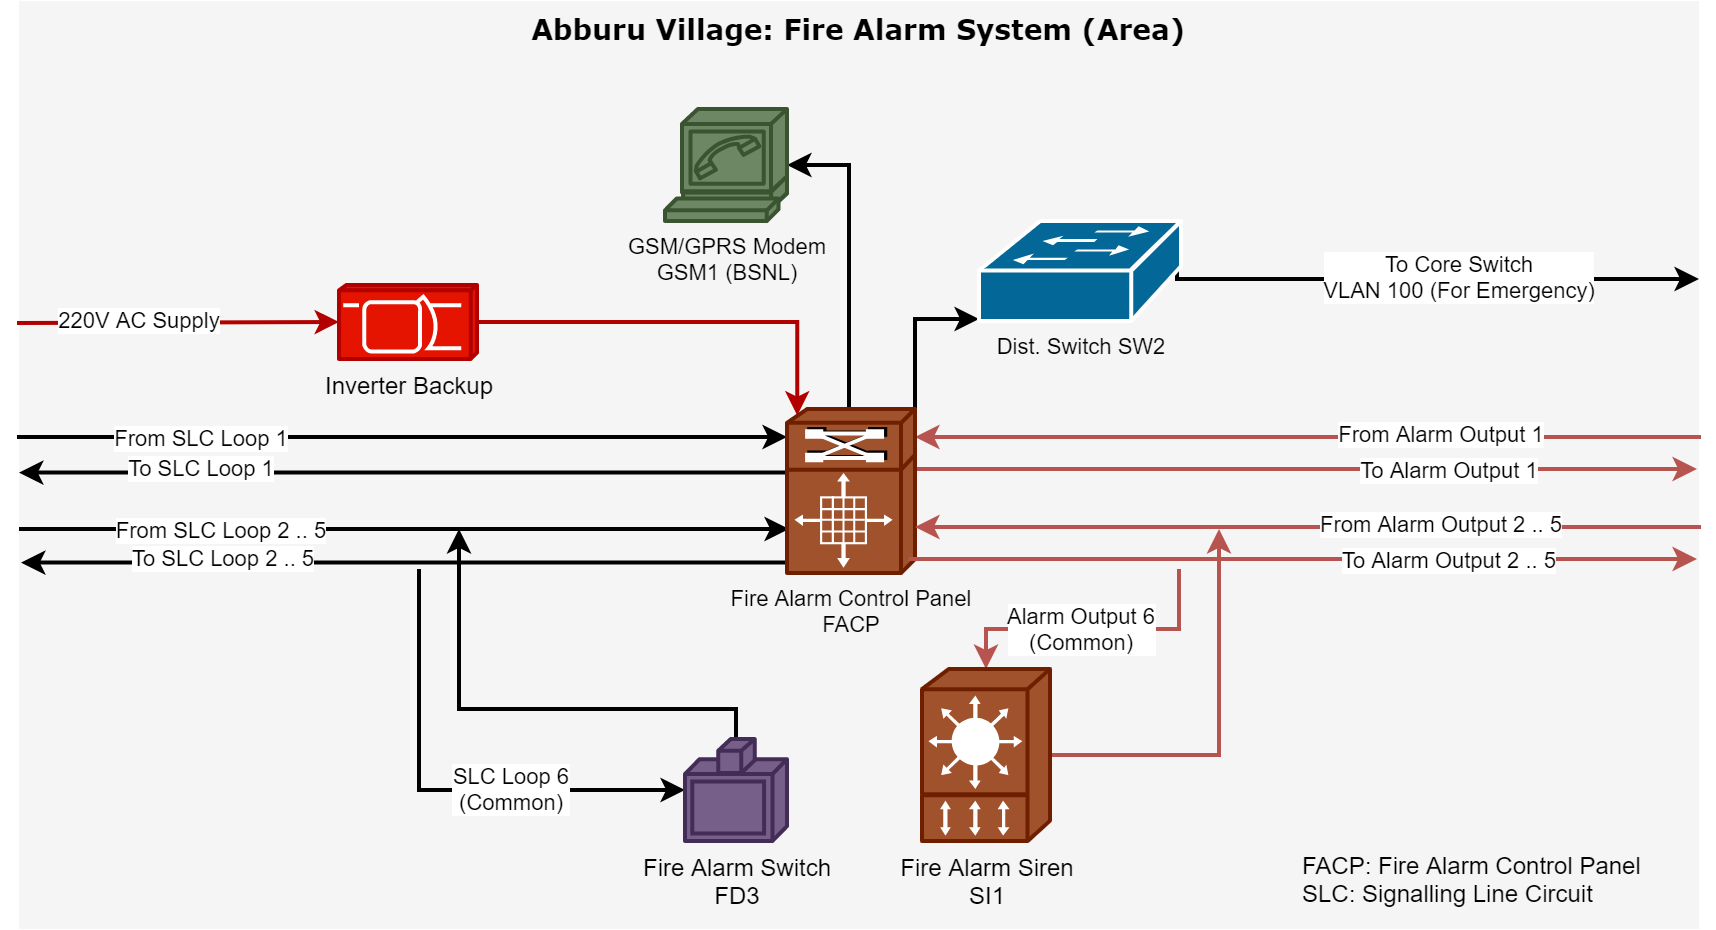 Abburu Village: Fire Alarm System (Area)
GSM/GPRS Modem
GSM1 (BSNL)
To Core Switch
VLAN 100 (For Emergency)
220V AC Supply
Dist. Switch SW2
Inverter Backup
From SLC Loop 1
From Alarm Output 1
To SLC Loop 1
To Alarm Output 1
From SLC Loop 2 .. 5
From Alarm Output 2 .. 5
To SLC Loop 2 .. 5
To Alarm Output 2 .. 5
Fire Alarm Control Panel
FACP
Alarm Output 6
(Common)
SLC Loop 6
(Common)
Fire Alarm Switch
FD3
Fire Alarm Siren
SI1
FACP: Fire Alarm Control Panel
SLC: Signalling Line Circuit